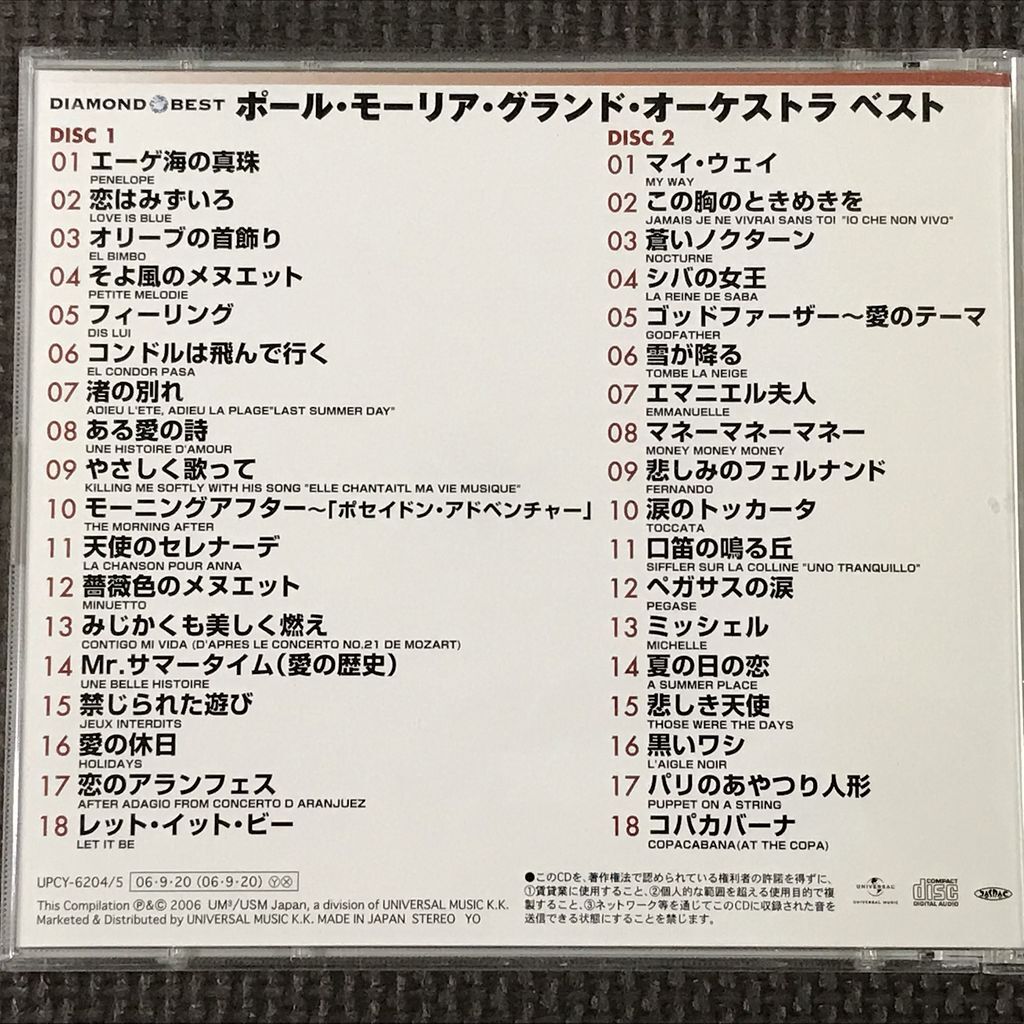 DIAMOND BEST ポール・モーリア・グランド・オーケストラ ベスト
DISC 1
01 エーゲ海の真珠
PENELOPE
02 恋はみずいろ
LOVE IS BLUE
03 オリーブの首飾り
EL BIMBO
04 そよ風のメヌエット
PETITE MELODIE
05 フィーリング
DIS LUI
06 コンドルは飛んで行く
EL CONDOR PASA
07 渚の別れ
ADIEU L'ETE, ADIEU LA PLAGE"LAST SUMMER DAY"
08 ある愛の詩
UNE HISTOIRE D'AMOUR
09 やさしく歌って
KILLING ME SOFTLY WITH HIS SONG "ELLE CHANTAITL MA VIE MUSIQUE"
10 モーニングアフター～「ポセイドン・アドベンチャー」
THE MORNING AFTER
11 天使のセレナーデ
LA CHANSON POUR ANNA
12 薔薇色のメヌエット
MINUETTO
13 みじかくも美しく燃え
CONTIGO MI VIDA (D'APRES LE CONCERTO NO.21 DE MOZART)
14 Mr.サマータイム(愛の歴史)
UNE BELLE HISTOIRE
15 禁じられた遊び
JEUX INTERDITS
16 愛の休日
HOLIDAYS
17 恋のアランフェス
AFTER ADAGIO FROM CONCERTO D ARANJUEZ
18 レット・イット・ビー
LET IT BE
DISC 2
01 マイ・ウェイ
MY WAY
02 この胸のときめきを
JAMAIS JE NE VIVRAI SANS TOI "IO CHE NON VIVO"
03 蒼いノクターン
NOCTURNE
04 シバの女王
LA REINE DE SABA
05 ゴッドファーザー～愛のテーマ
GODFATHER
06 雪が降る
TOMBE LA NEIGE
07 エマニエル夫人
EMMANUELLE
08 マネーマネーマネー
MONEY MONEY MONEY
09 悲しみのフェルナンド
FERNANDO
10 涙のトッカータ
TOCCATA
11 口笛の鳴る丘
SIFFLER SUR LA COLLINE "UNO TRANQUILLO"
12 ペガサスの涙
PEGASE
13 ミッシェル
MICHELLE
14 夏の日の恋
A SUMMER PLACE
15 悲しき天使
THOSE WERE THE DAYS
16 黒いワシ
L'AIGLE NOIR
17 パリのあやつり人形
PUPPET ON A STRING
18 コパカバーナ
COPACABANA(AT THE COPA)
UPCY-6204/5 06・9・20 (06・9・20) ⓎⓍ
This Compilation Ⓟ&© 2006 UM³/USM Japan, a division of UNIVERSAL MUSIC K.K.
Marketed & Distributed by UNIVERSAL MUSIC K.K. MADE IN JAPAN STEREO YO
●このCDを、著作権法で認められている権利者の許諾を得ずに、
①賃貸業に使用すること、②個人的な範囲を超える使用目的で複
製すること、③ネットワーク等を通じてこのCDに収録された音を
送信できる状態にすることを禁じます。
UNIVERSAL
UNIVERSAL MUSIC
COMPACT
disc
DIGITAL AUDIO
JASRAC